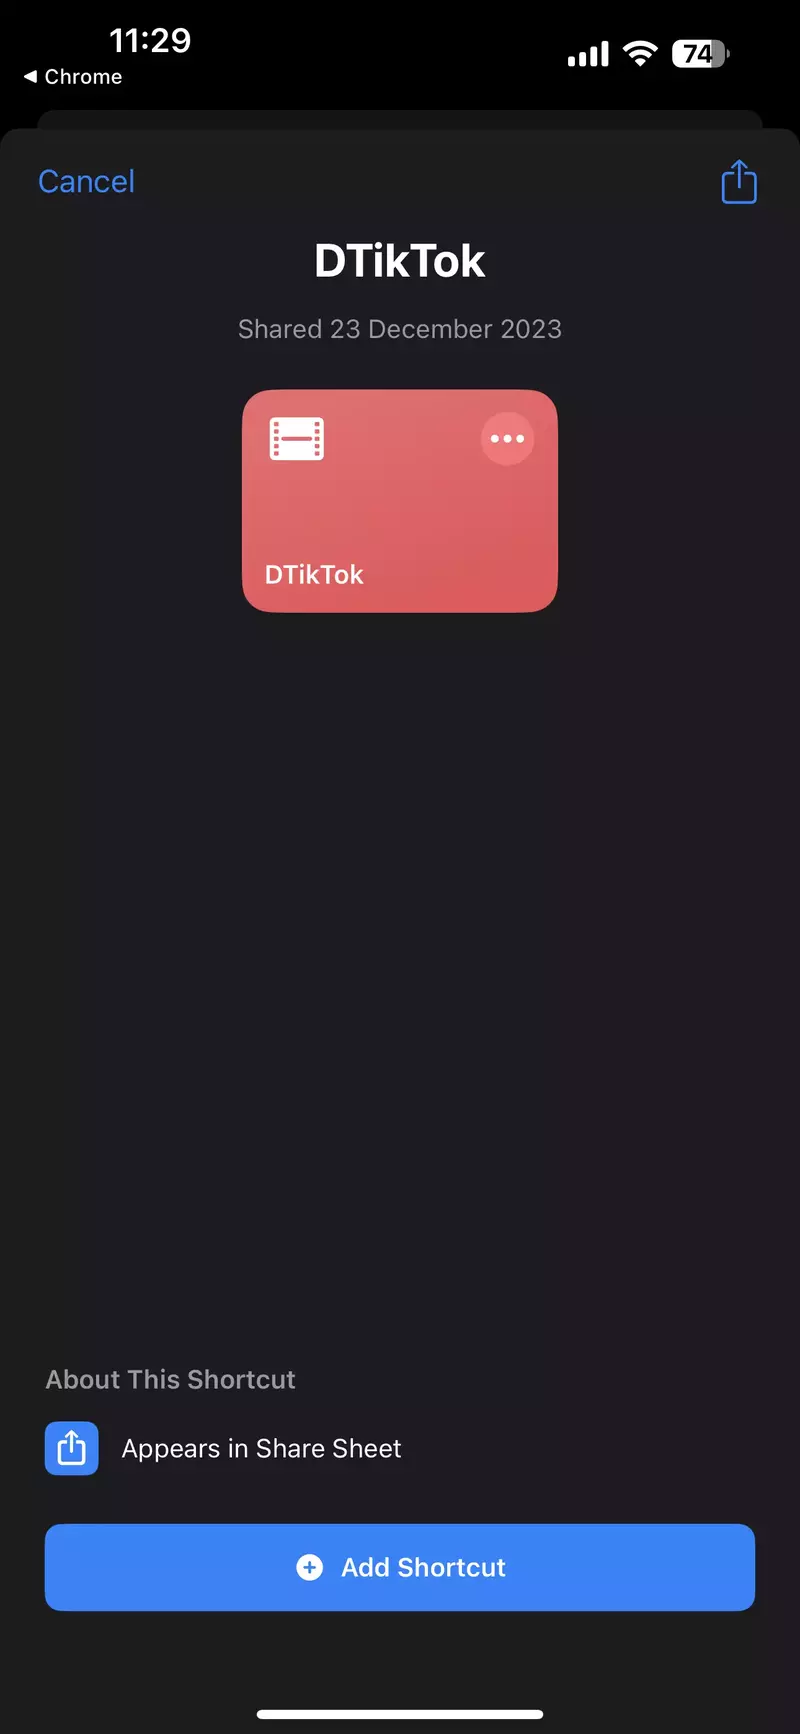 11:29
74
◀ Chrome
Cancel
DTikTok
Shared 23 December 2023
DTikTok
About This Shortcut
Appears in Share Sheet
Add Shortcut